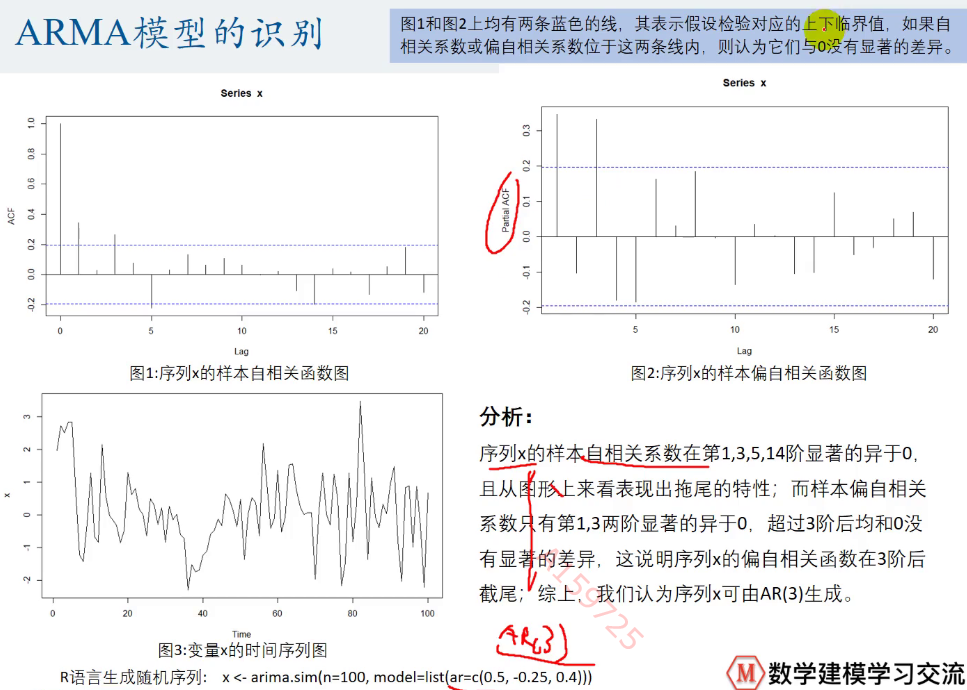 ARMA模型的识别
图1和图2上均有两条蓝色的线，其表示假设检验对应的上下临界值，如果自
相关系数或偏自相关系数位于这两条线内，则认为它们与0没有显著的差异。
Series x
ACF
1.0
0.8
0.6
0.4
0.2
0.0
-0.2
0 5 10 15 20
Lag
图1:序列x的样本自相关函数图
Series x
Partial ACF
0.3
0.2
0.1
0.0
-0.1
-0.2
5 10 15 20
Lag
图2:序列x的样本偏自相关函数图
x
3
2
1
0
-1
-2
0 20 40 60 80 100
Time
图3:变量x的时间序列图
分析：
序列x的样本自相关系数在第1,3,5,14阶显著的异于0，
且从图形上来看表现出拖尾的特性；而样本偏自相关
系数只有第1,3两阶显著的异于0，超过3阶后均和0没
有显著的差异，这说明序列x的偏自相关函数在3阶后
截尾；综上，我们认为序列x可由AR(3)生成。
AR(3)
R语言生成随机序列： x <- arima.sim(n=100, model=list(ar=c(0.5, -0.25, 0.4)))
数学建模学习交流